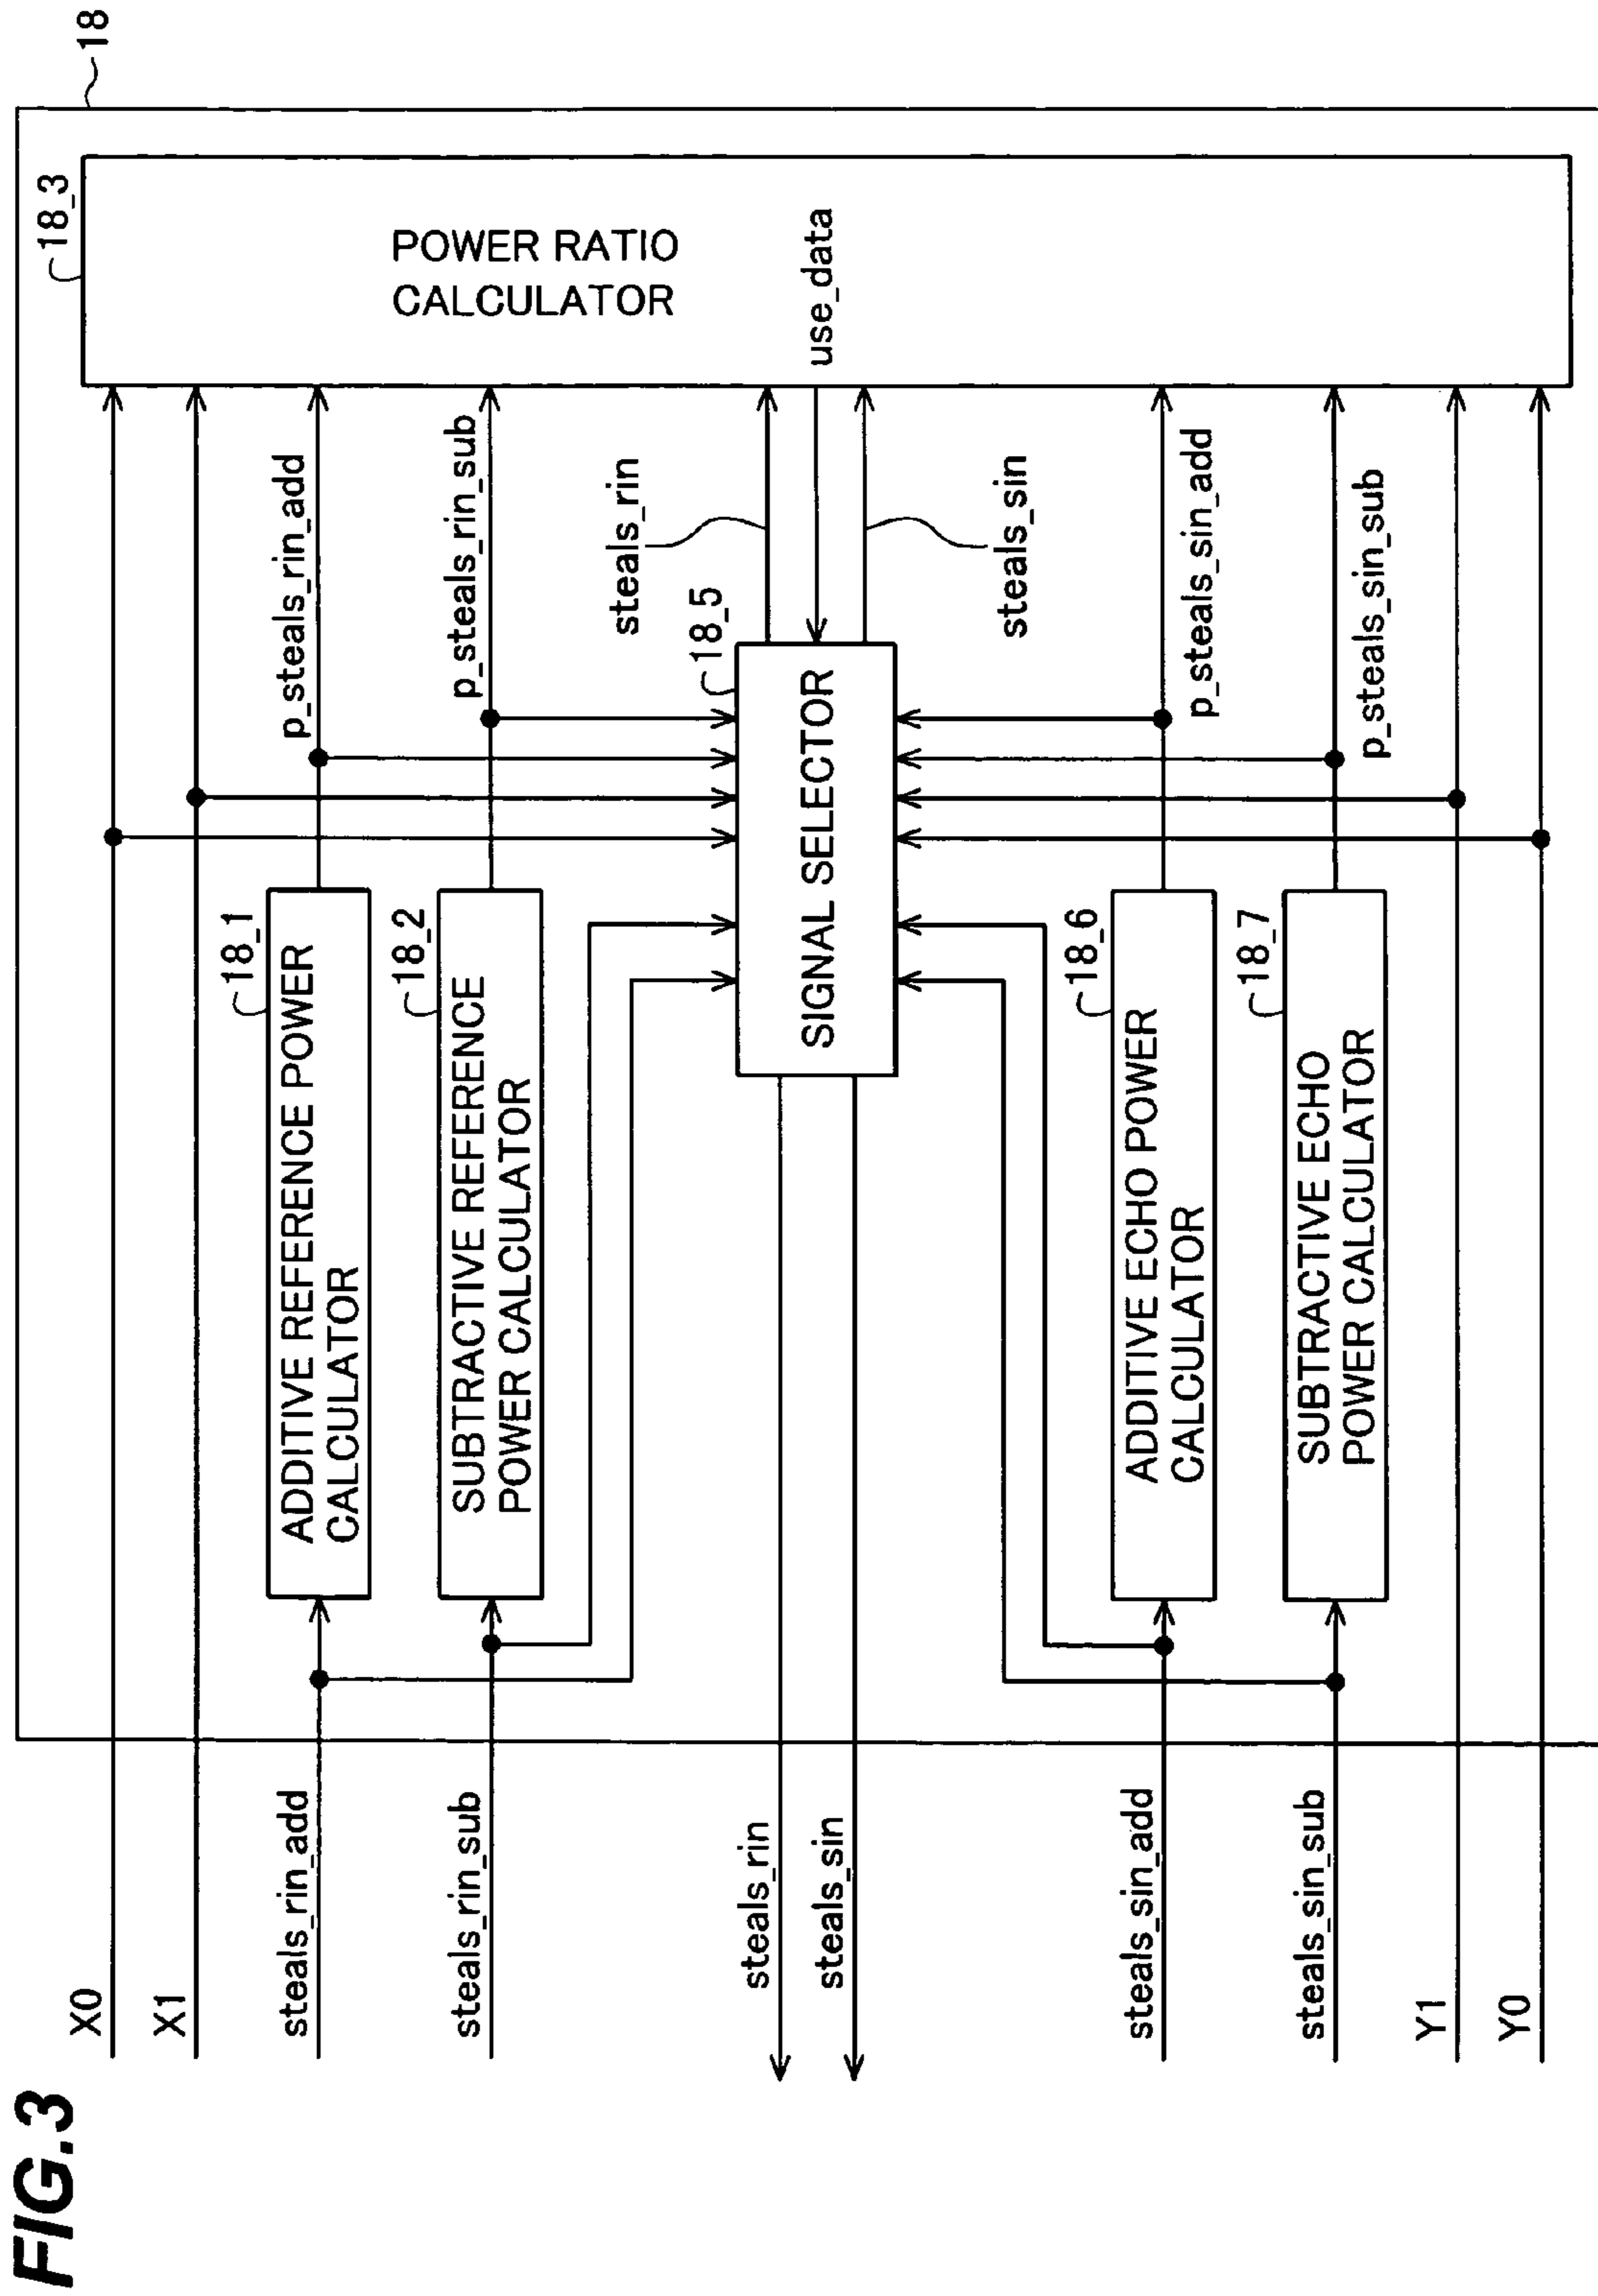 FIG.3
18
X0
X1
steals_rin_add
steals_rin_sub
steals_rin
steals_sin
steals_sin_add
steals_sin_sub
Y1
Y0
18_1
ADDITIVE REFERENCE POWER
CALCULATOR
18_2
SUBTRACTIVE REFERENCE
POWER CALCULATOR
18_5
SIGNAL SELECTOR
18_6
ADDITIVE ECHO POWER
CALCULATOR
18_7
SUBTRACTIVE ECHO
POWER CALCULATOR
p_steals_rin_add
p_steals_rin_sub
steals_rin
steals_sin
p_steals_sin_add
p_steals_sin_sub
18_3
POWER RATIO
CALCULATOR
use_data